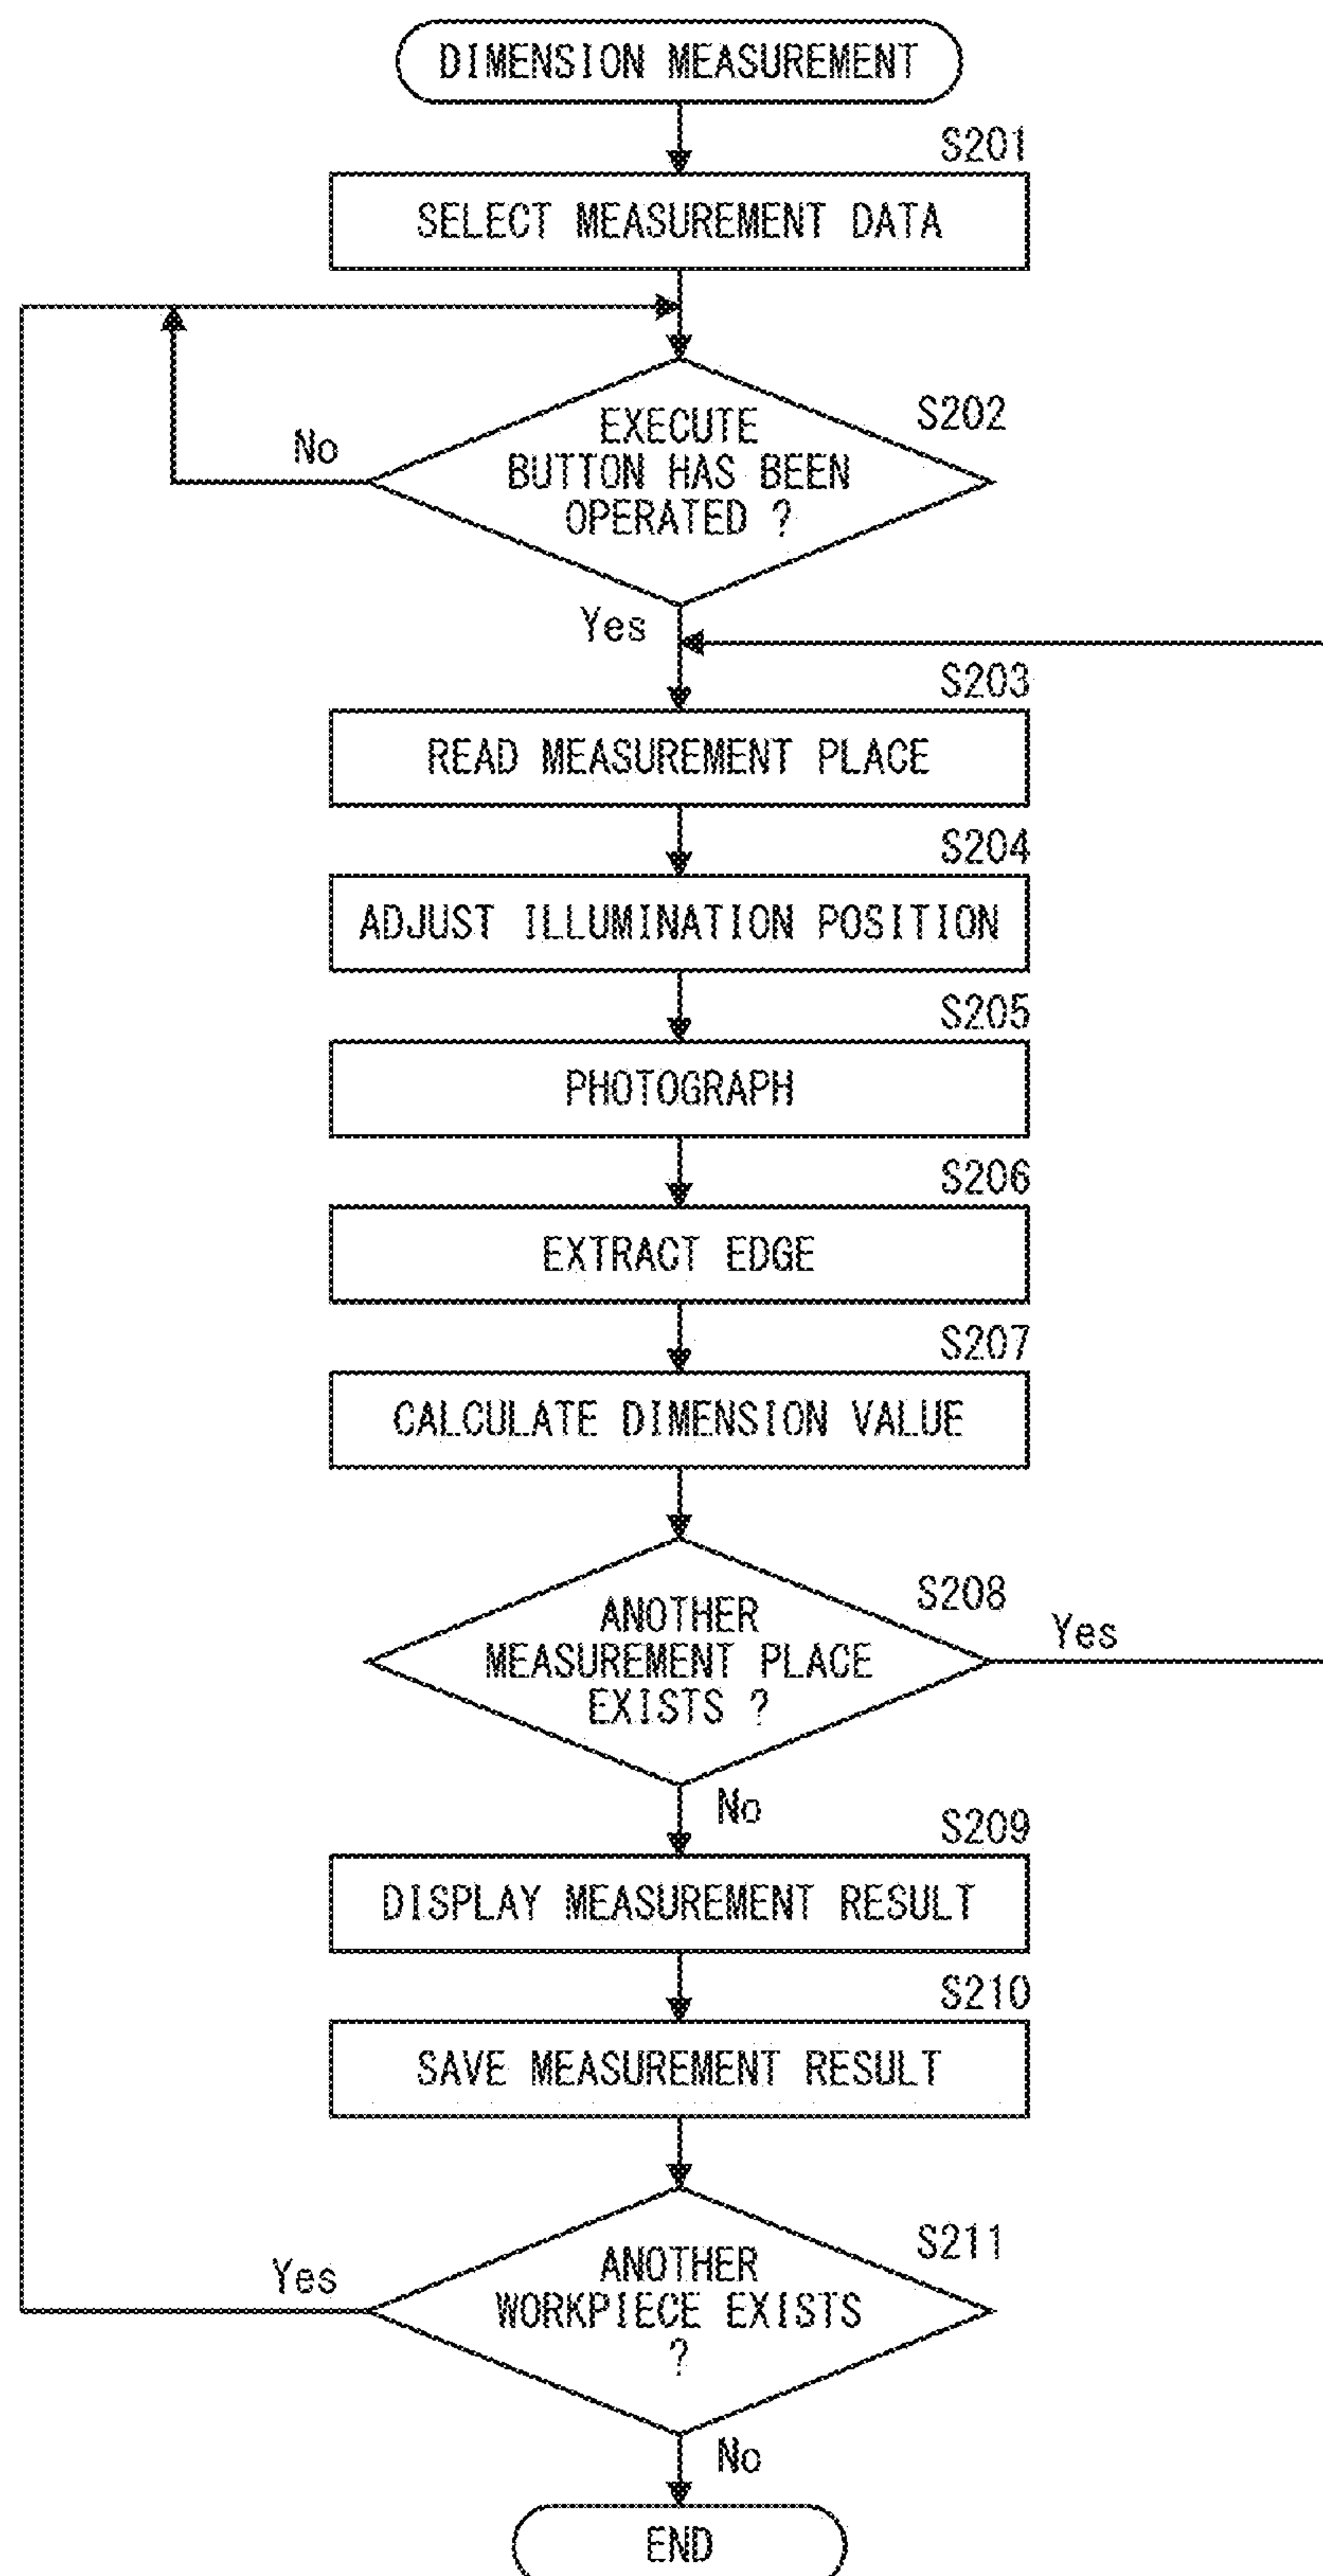 DIMENSION MEASUREMENT
S201
SELECT MEASUREMENT DATA
S202
EXECUTE
BUTTON HAS BEEN
OPERATED ?
No
Yes
S203
READ MEASUREMENT PLACE
S204
ADJUST ILLUMINATION POSITION
S205
PHOTOGRAPH
S206
EXTRACT EDGE
S207
CALCULATE DIMENSION VALUE
S208
ANOTHER
MEASUREMENT PLACE
EXISTS ?
Yes
No
S209
DISPLAY MEASUREMENT RESULT
S210
SAVE MEASUREMENT RESULT
S211
ANOTHER
WORKPIECE EXISTS
?
Yes
No
END